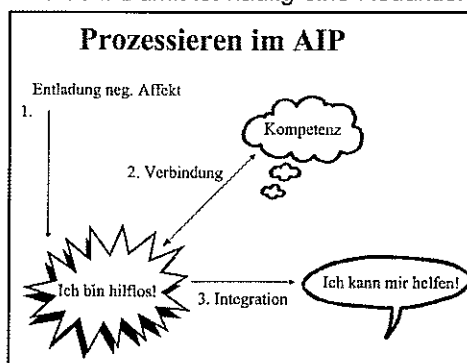 Prozessieren im AIP
Entladung neg. Affekt
1.
Kompetenz
2. Verbindung
Ich bin hilflos!
3. Integration
Ich kann mir helfen!